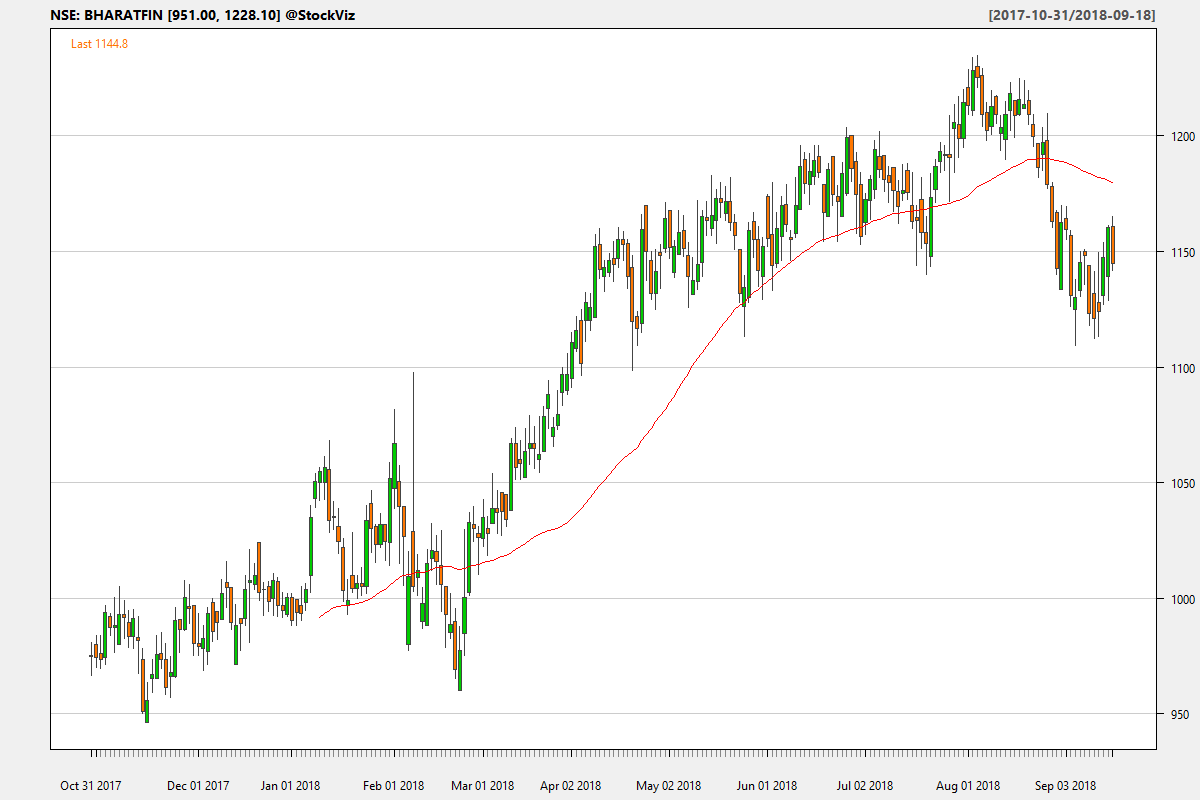 NSE: BHARATFIN [951.00, 1228.10] @StockViz
[2017-10-31/2018-09-18]
Last 1144.8
1200
1150
1100
1050
1000
950
Oct 31 2017 Dec 01 2017 Jan 01 2018 Feb 01 2018 Mar 01 2018 Apr 02 2018 May 02 2018 Jun 01 2018 Jul 02 2018 Aug 01 2018 Sep 03 2018